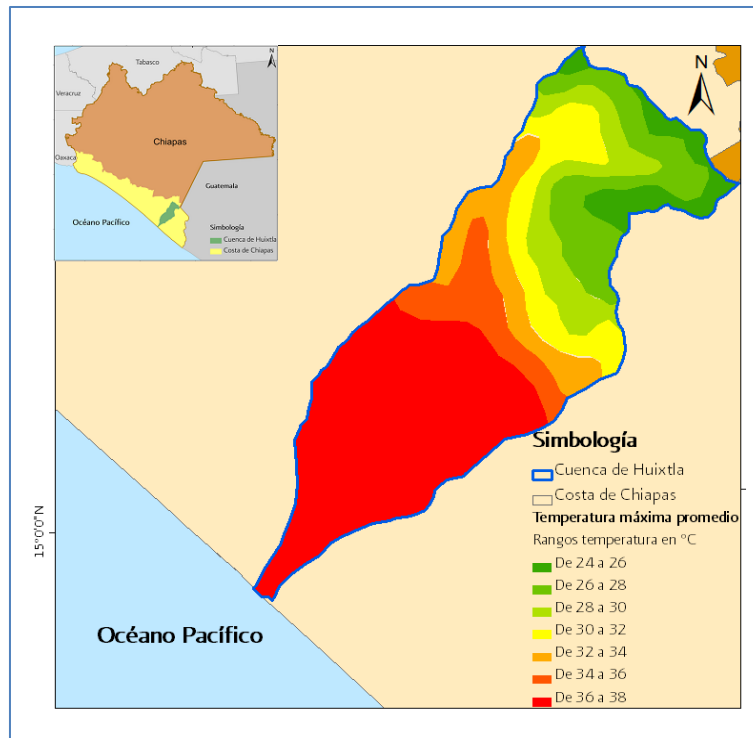 Tabasco
N
Veracruz
Chiapas
Oaxaca
Guatemala
Océano Pacífico
Simbología
Cuenca de Huixtla
Costa de Chiapas
N
15°0'0"N
Océano Pacífico
Simbología
Cuenca de Huixtla
Costa de Chiapas
Temperatura máxima promedio
Rangos temperatura en °C
De 24 a 26
De 26 a 28
De 28 a 30
De 30 a 32
De 32 a 34
De 34 a 36
De 36 a 38